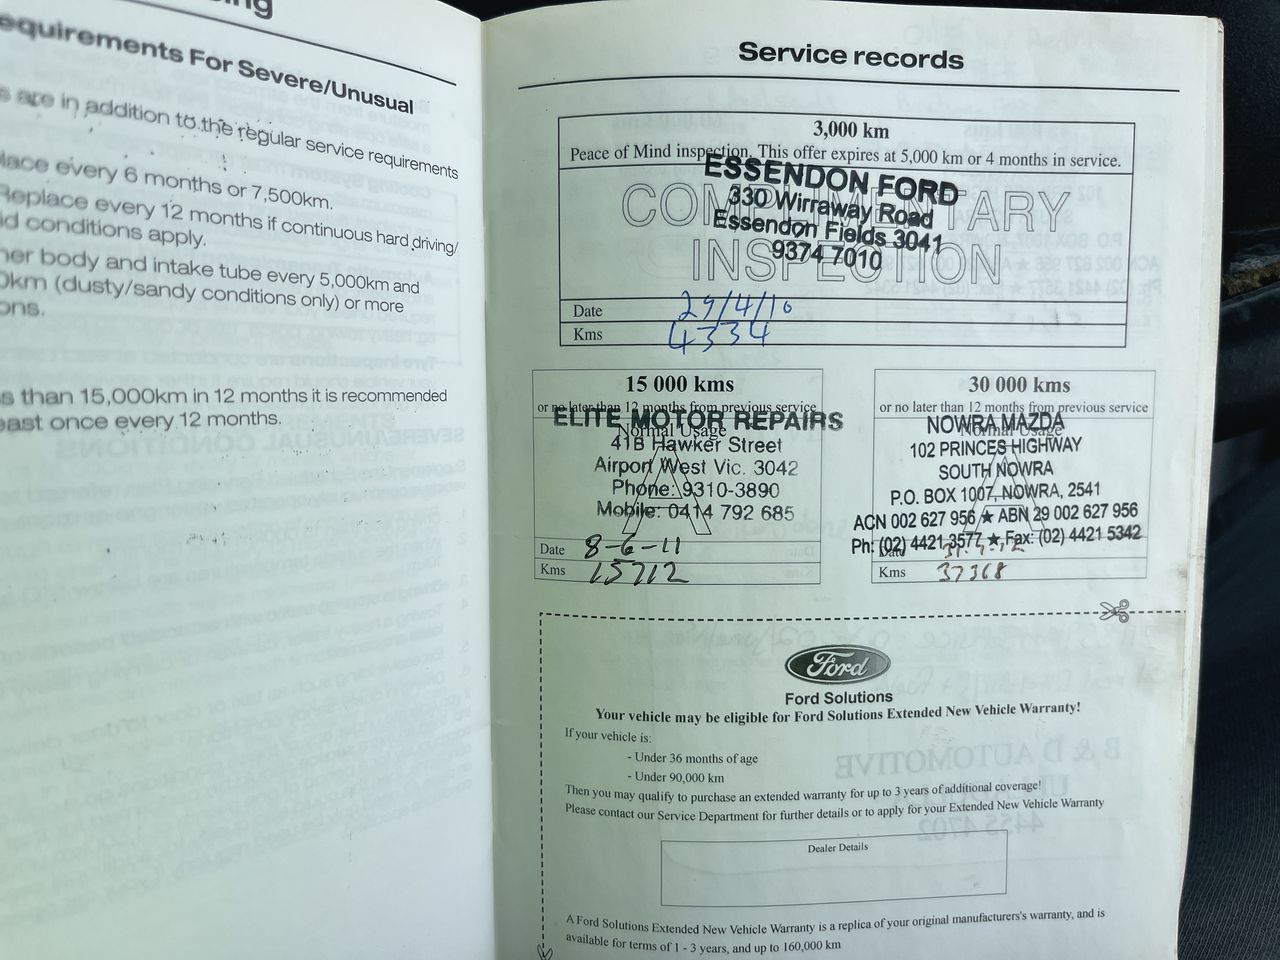 equirements For Severe/Unusual
s are in addition to the regular service requirements
lace every 6 months or 7,500km.
Replace every 12 months if continuous hard driving/
id conditions apply.
ner body and intake tube every 5,000km and
0km (dusty/sandy conditions only) or more
ons.
s than 15,000km in 12 months it is recommended
east once every 12 months.
Service records
3,000 km
Peace of Mind inspection. This offer expires at 5,000 km or 4 months in service.
COMPLIMENTARY
INSPECTION
ESSENDON FORD
330 Wirraway Road
Essendon Fields 3041
9374 7010
Date 29/4/10
Kms 4334
15 000 kms
or no later than 12 months from previous service
Normal Usage
A
ELITE MOTOR REPAIRS
41B Hawker Street
Airport West Vic. 3042
Phone: 9310-3890
Mobile: 0414 792 685
Date 8-6-11
Kms 15712
30 000 kms
or no later than 12 months from previous service
Normal Usage
A
NOWRA MAZDA
102 PRINCES HIGHWAY
SOUTH NOWRA
P.O. BOX 1007, NOWRA, 2541
ACN 002 627 956 ★ ABN 29 002 627 956
Ph: (02) 4421 3577 ★ Fax: (02) 4421 5342
Date
Kms 37368
Ford
Ford Solutions
Your vehicle may be eligible for Ford Solutions Extended New Vehicle Warranty!
If your vehicle is:
- Under 36 months of age
- Under 90,000 km
Then you may qualify to purchase an extended warranty for up to 3 years of additional coverage!
Please contact our Service Department for further details or to apply for your Extended New Vehicle Warranty
Dealer Details
A Ford Solutions Extended New Vehicle Warranty is a replica of your original manufacturers's warranty, and is
available for terms of 1 - 3 years, and up to 160,000 km